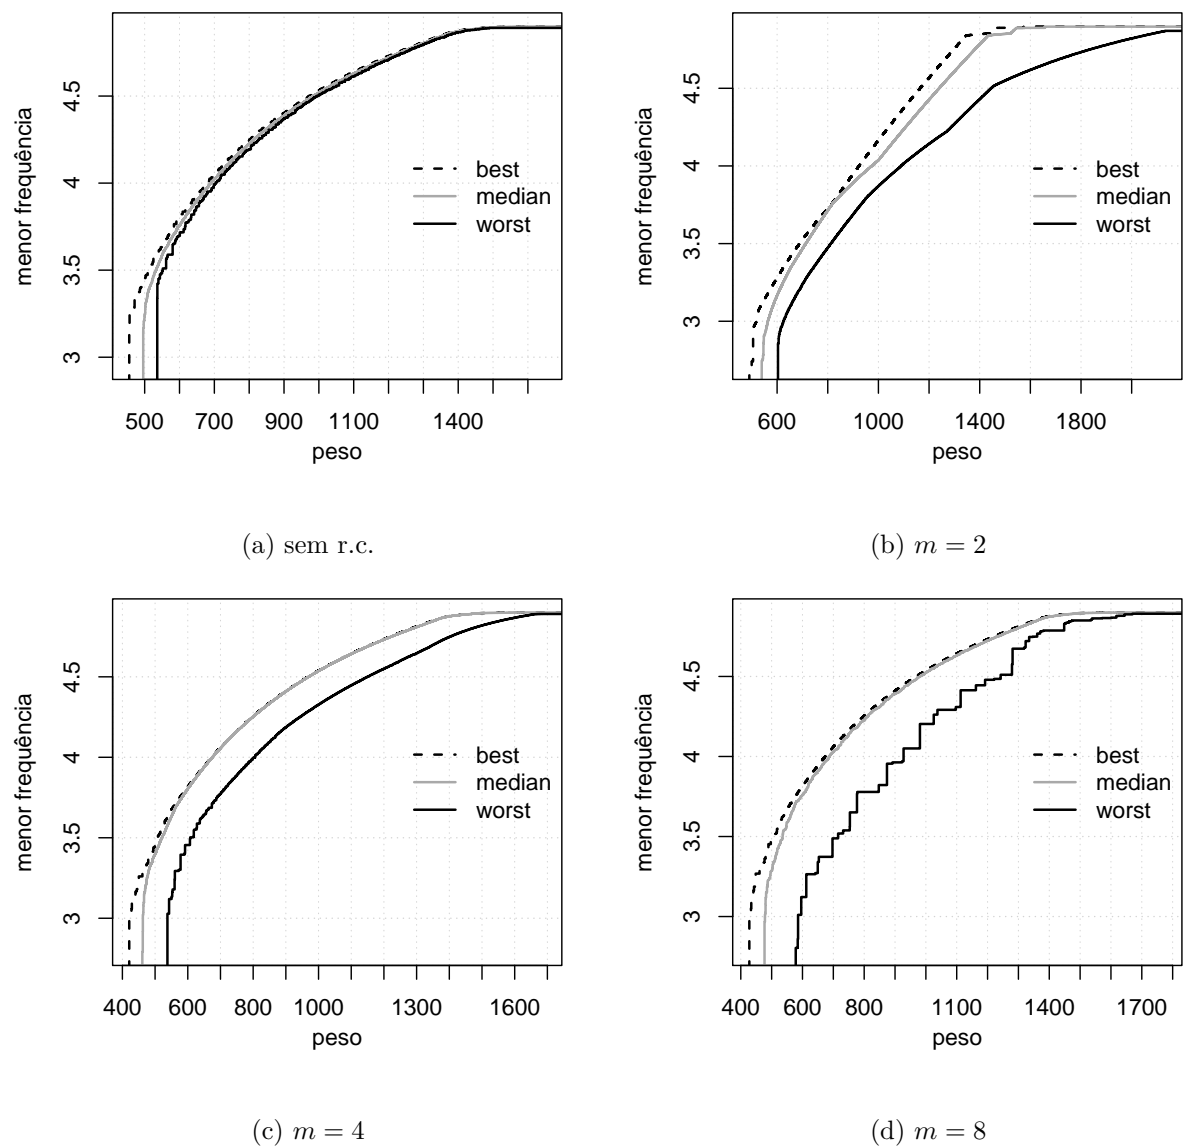 menor frequência
3 3.5 4 4.5
best
median
worst
500 700 900 1100 1400
peso
(a) sem r.c.
menor frequência
3 3.5 4 4.5
best
median
worst
600 1000 1400 1800
peso
(b) m = 2
menor frequência
3 3.5 4 4.5
best
median
worst
400 600 800 1000 1300 1600
peso
(c) m = 4
menor frequência
3 3.5 4 4.5
best
median
worst
400 600 800 1100 1400 1700
peso
(d) m = 8